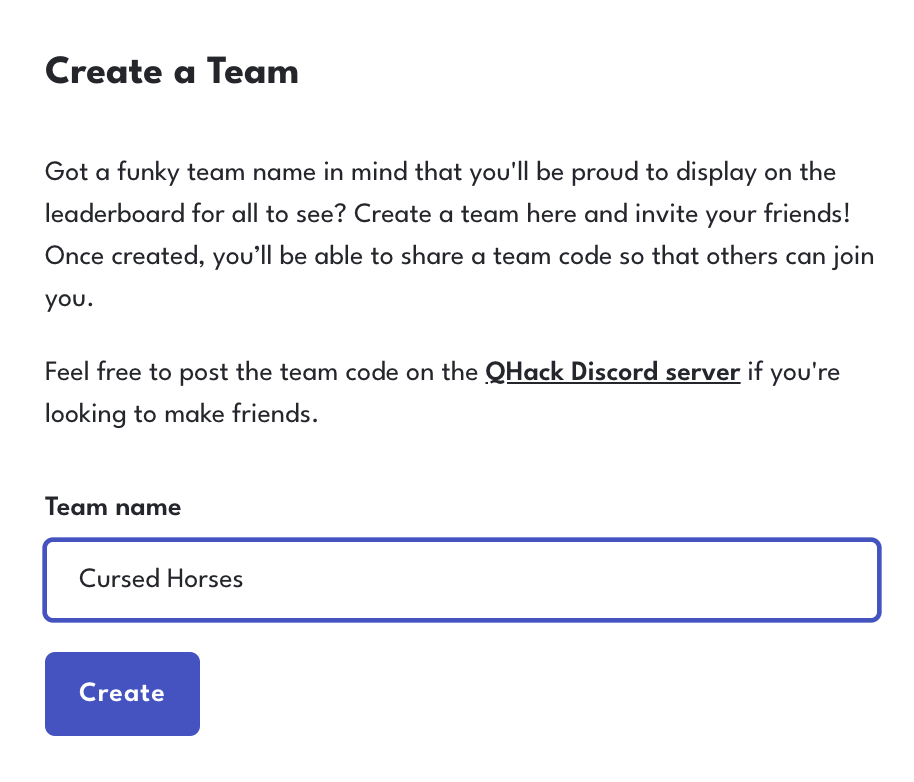 Create a Team
Got a funky team name in mind that you'll be proud to display on the
leaderboard for all to see? Create a team here and invite your friends!
Once created, you’ll be able to share a team code so that others can join
you.
Feel free to post the team code on the QHack Discord server if you're
looking to make friends.
Team name
Cursed Horses
Create